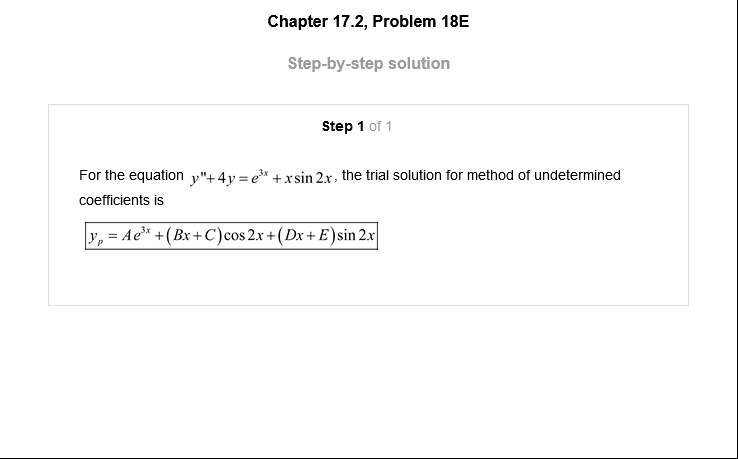 Chapter 17.2, Problem 18E
Step-by-step solution
Step 1 of 1
For the equation y"+4y=e^{3x}+x sin 2x, the trial solution for method of undetermined
coefficients is
y_p = Ae^{3x}+(Bx+C)cos 2x+(Dx+E)sin 2x